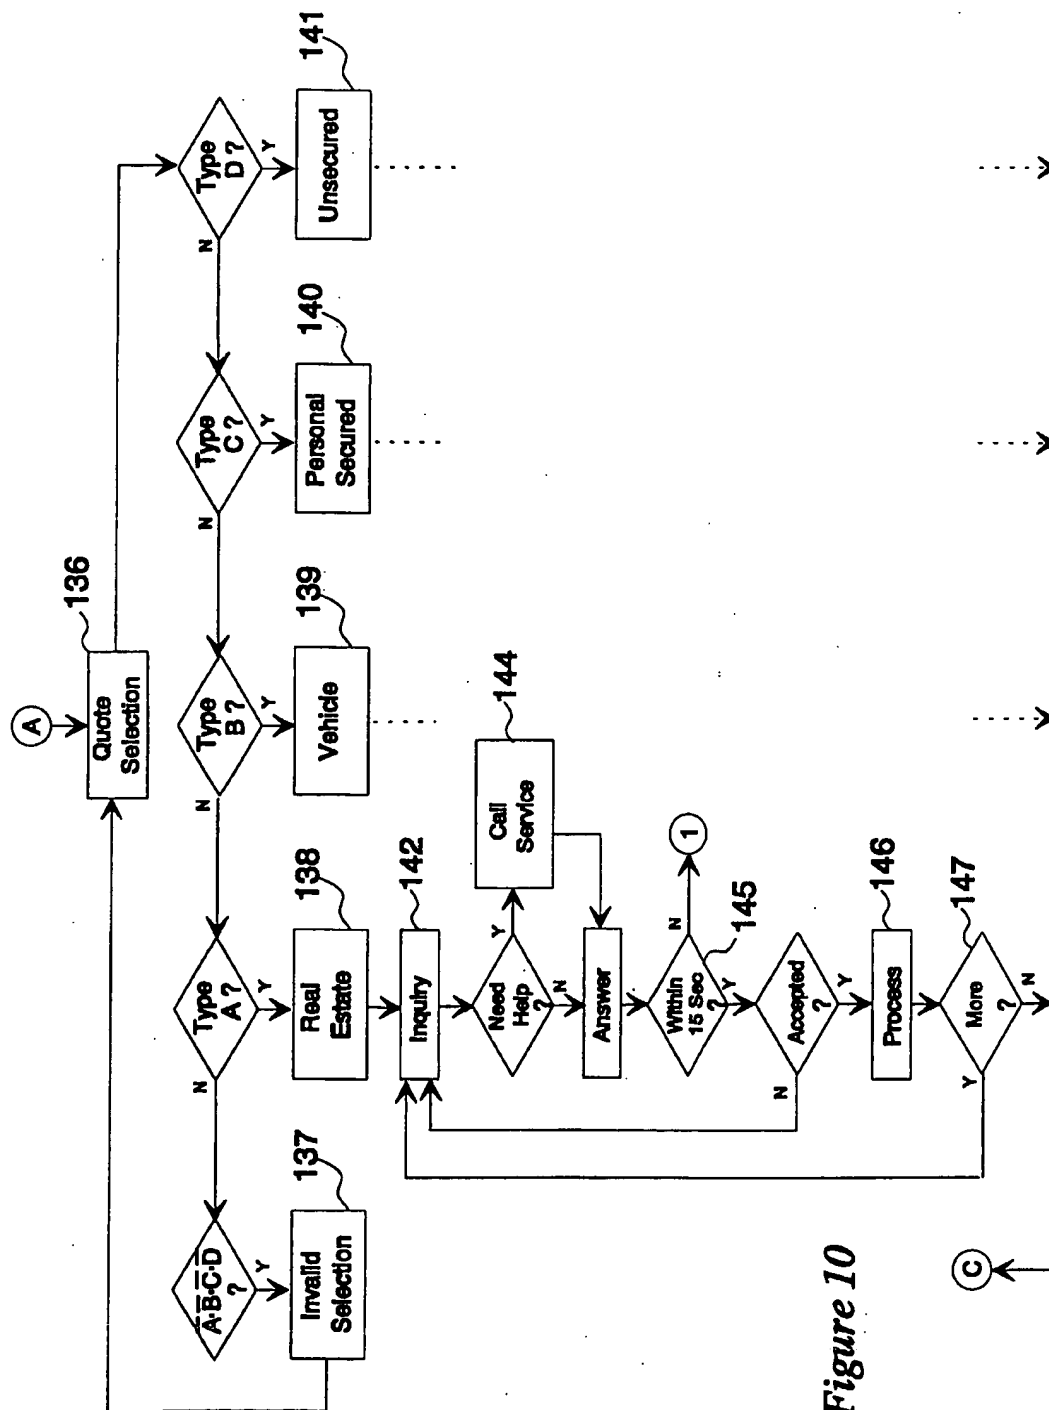 A
136
Quote
Selection
Type
D ?
N
Y
Unsecured
141
Type
C ?
N
Y
Personal
Secured
140
Type
B ?
N
Y
Vehicle
139
Type
A ?
N
Y
Real
Estate
138
A·B·C·D
?
Y
Invalid
Selection
137
Inquiry
142
Need
Help
?
Y
N
Call
Service
144
Answer
Within
15 Sec
?
145
N
1
Y
Accepted
?
N
Y
Process
146
More
?
147
Y
N
C
Figure 10